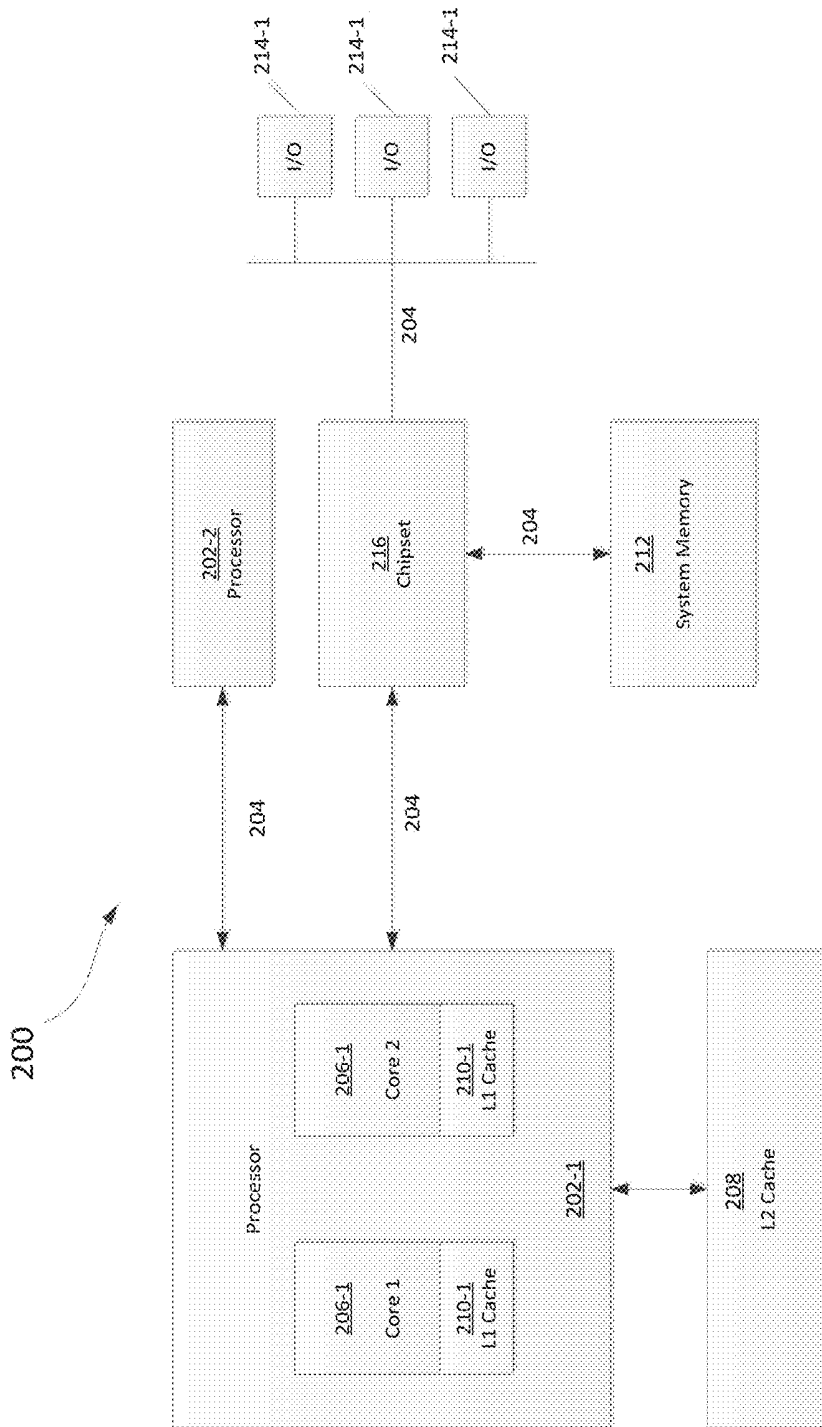 200
Processor
206-1
Core 1
210-1
L1 Cache
206-1
Core 2
210-1
L1 Cache
202-1
208
L2 Cache
204
204
202-2
Processor
216
Chipset
204
212
System Memory
204
I/O
214-1
I/O
214-1
I/O
214-1